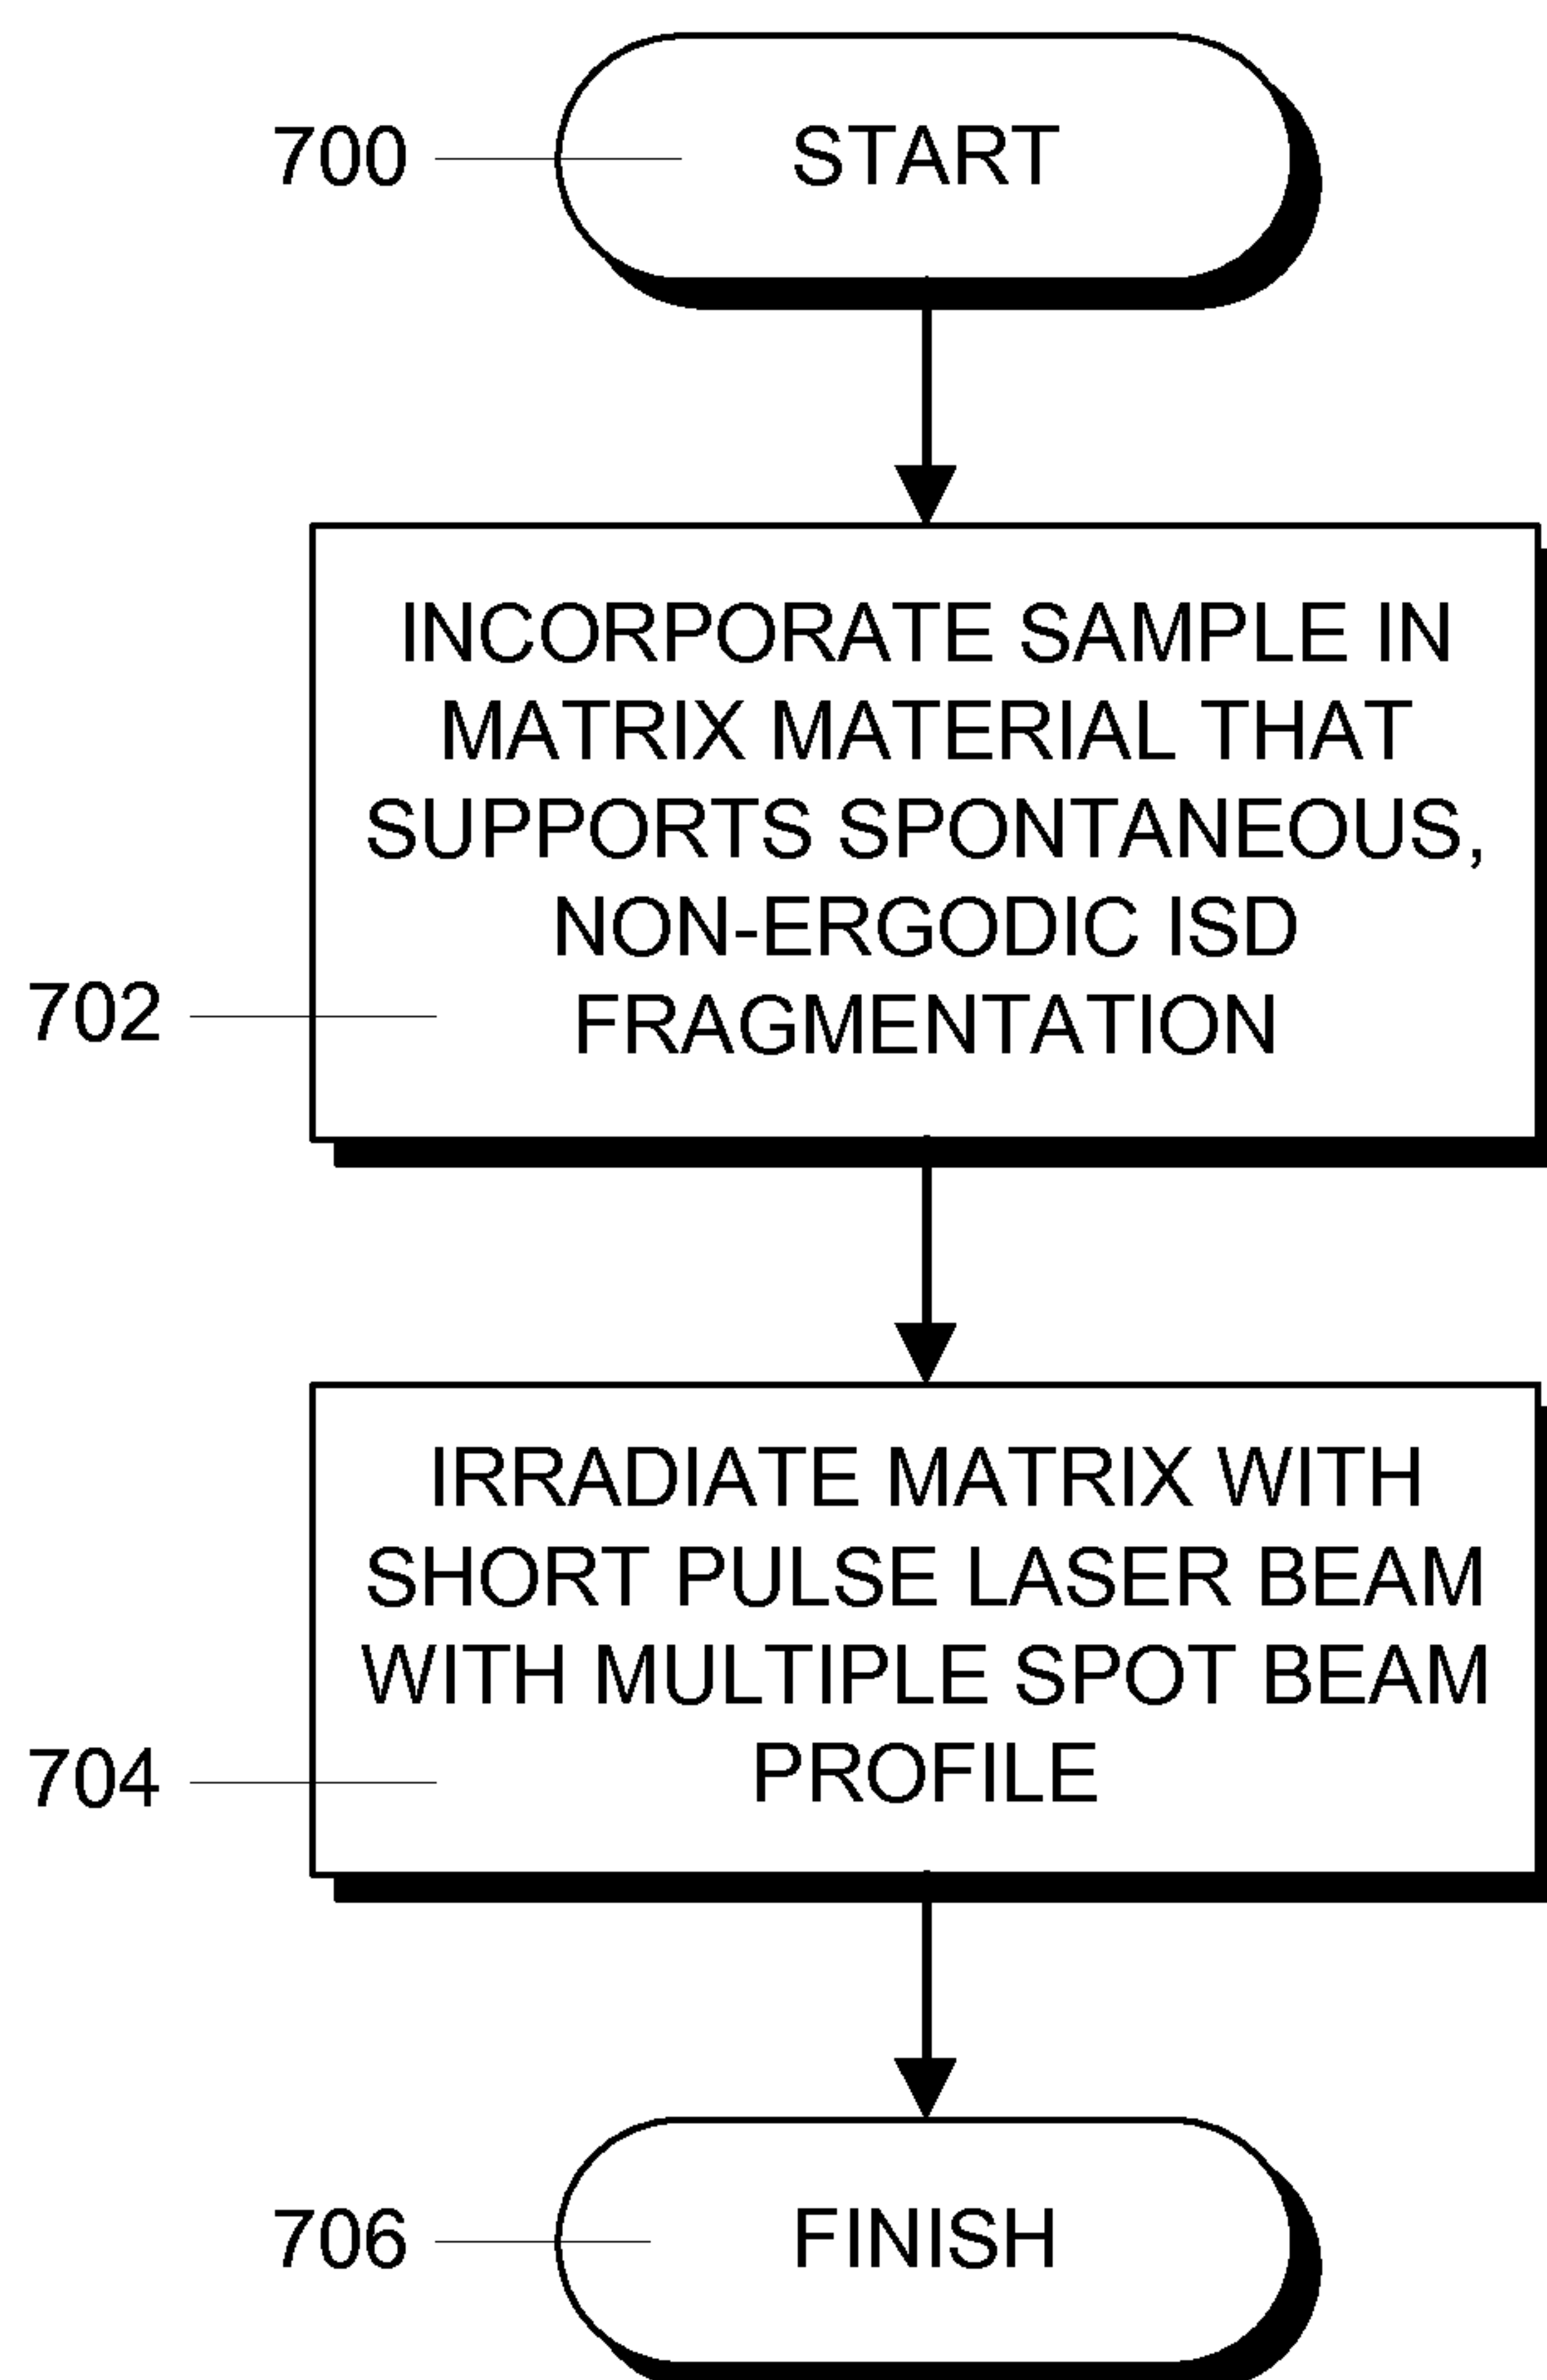 700
START
INCORPORATE SAMPLE IN
MATRIX MATERIAL THAT
SUPPORTS SPONTANEOUS,
NON-ERGODIC ISD
FRAGMENTATION
702
IRRADIATE MATRIX WITH
SHORT PULSE LASER BEAM
WITH MULTIPLE SPOT BEAM
PROFILE
704
706
FINISH